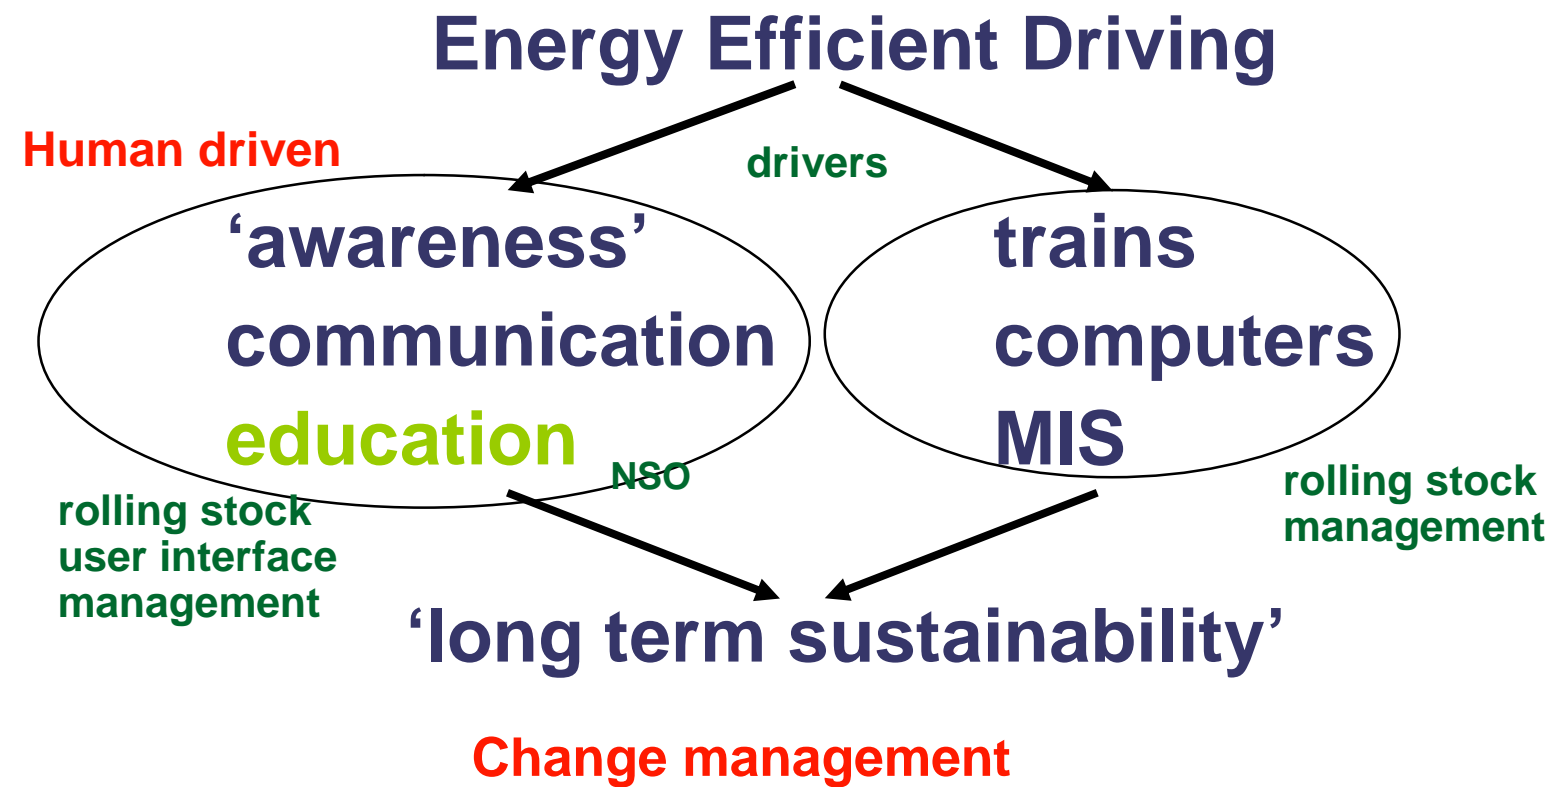 Energy Efficient Driving
Human driven
drivers
‘awareness’
trains
communication
computers
education
MIS
NSO
rolling stock
user interface
management
rolling stock
management
‘long term sustainability’
Change management